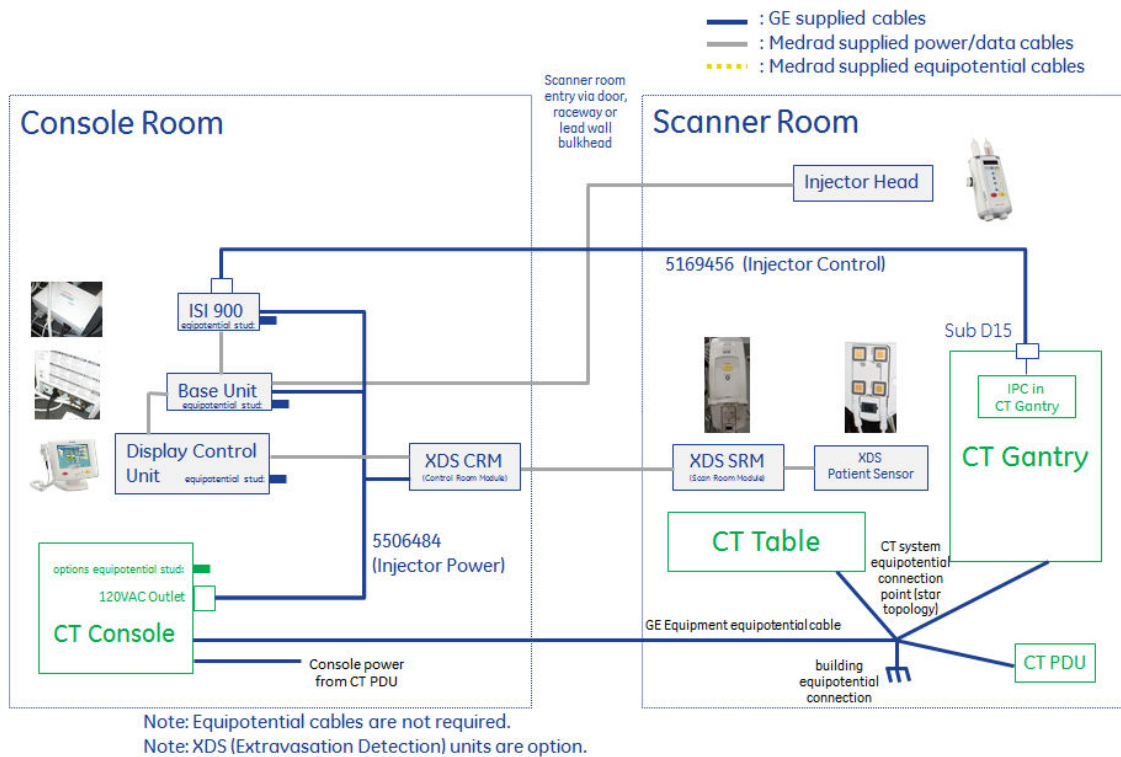 : GE supplied cables
: Medrad supplied power/data cables
: Medrad supplied equipotential cables
Scanner room
entry via door,
raceway or
lead wall
bulkhead
Console Room
Scanner Room
Injector Head
5169456 (Injector Control)
ISI 900
eqipotential stud:
Sub D15
IPC in
CT Gantry
CT Gantry
Base Unit
equipotential stud:
Display Control
Unit
equipotential stud:
XDS CRM
(Control Room Module)
XDS SRM
(Scan Room Module)
XDS
Patient Sensor
5506484
(Injector Power)
CT Table
CT system
equipotential
connection
point (star
topology)
options equipotential stud:
120VAC Outlet
CT Console
GE Equipment equipotential cable
Console power
from CT PDU
building
equipotential
connection
CT PDU
Note: Equipotential cables are not required.
Note: XDS (Extravasation Detection) units are option.